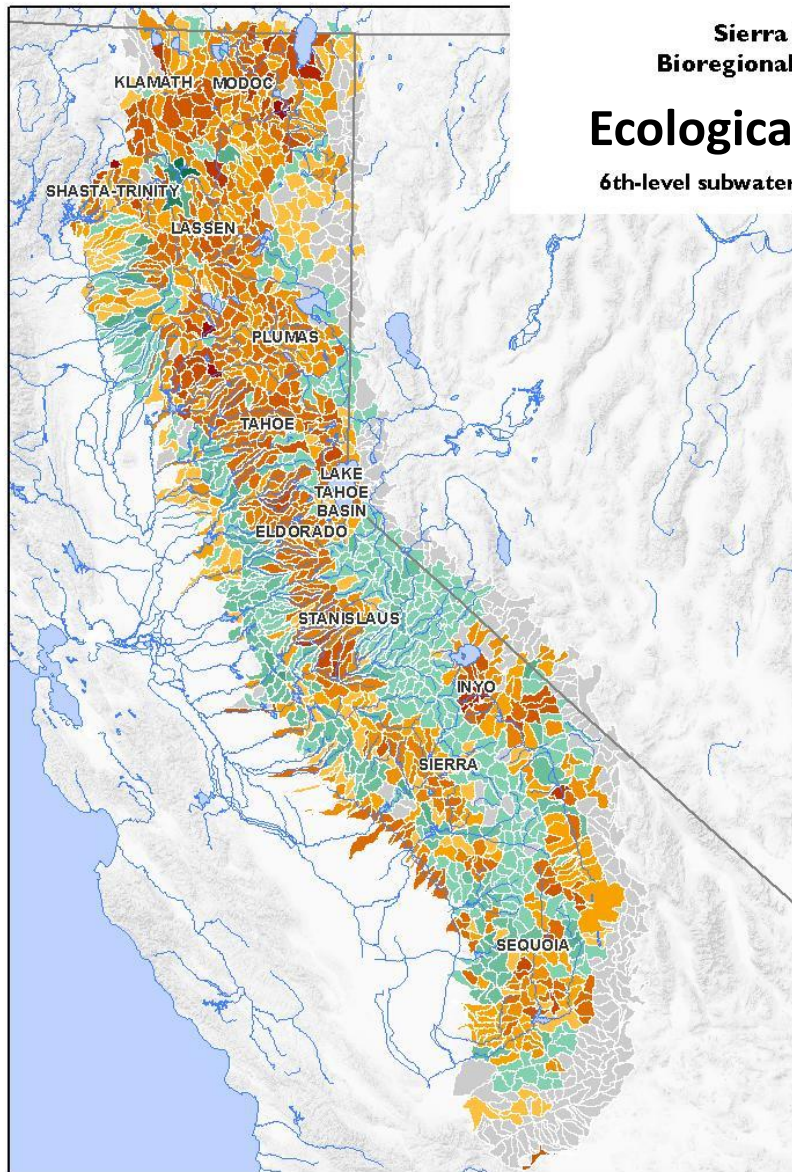 Sierra
Bioregional
Ecologica
6th-level subwater
KLAMATH
MODOC
SHASTA-TRINITY
LASSEN
PLUMAS
TAHOE
LAKE
TAHOE
BASIN
ELDORADO
STANISLAUS
INYO
SIERRA
SEQUOIA